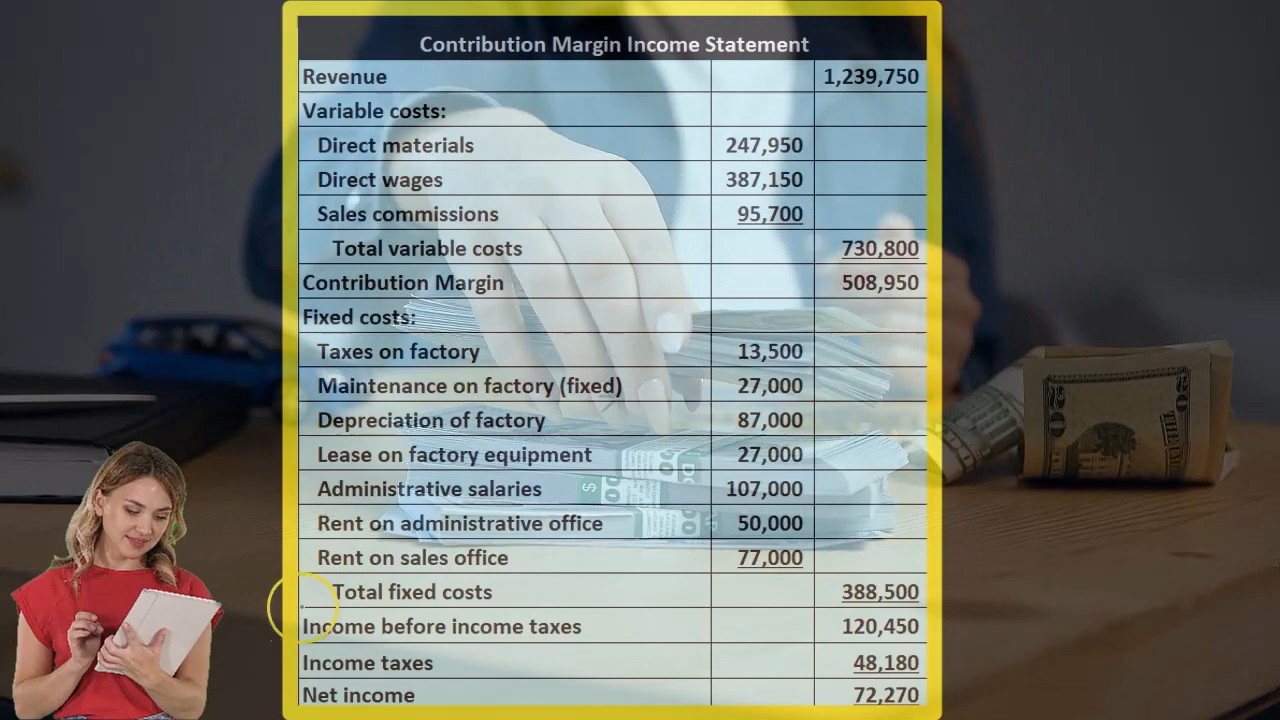 Contribution Margin Income Statement
Revenue 1,239,750
Variable costs:
Direct materials 247,950
Direct wages 387,150
Sales commissions 95,700
Total variable costs 730,800
Contribution Margin 508,950
Fixed costs:
Taxes on factory 13,500
Maintenance on factory (fixed) 27,000
Depreciation of factory 87,000
Lease on factory equipment 27,000
Administrative salaries 107,000
Rent on administrative office 50,000
Rent on sales office 77,000
Total fixed costs 388,500
Income before income taxes 120,450
Income taxes 48,180
Net income 72,270